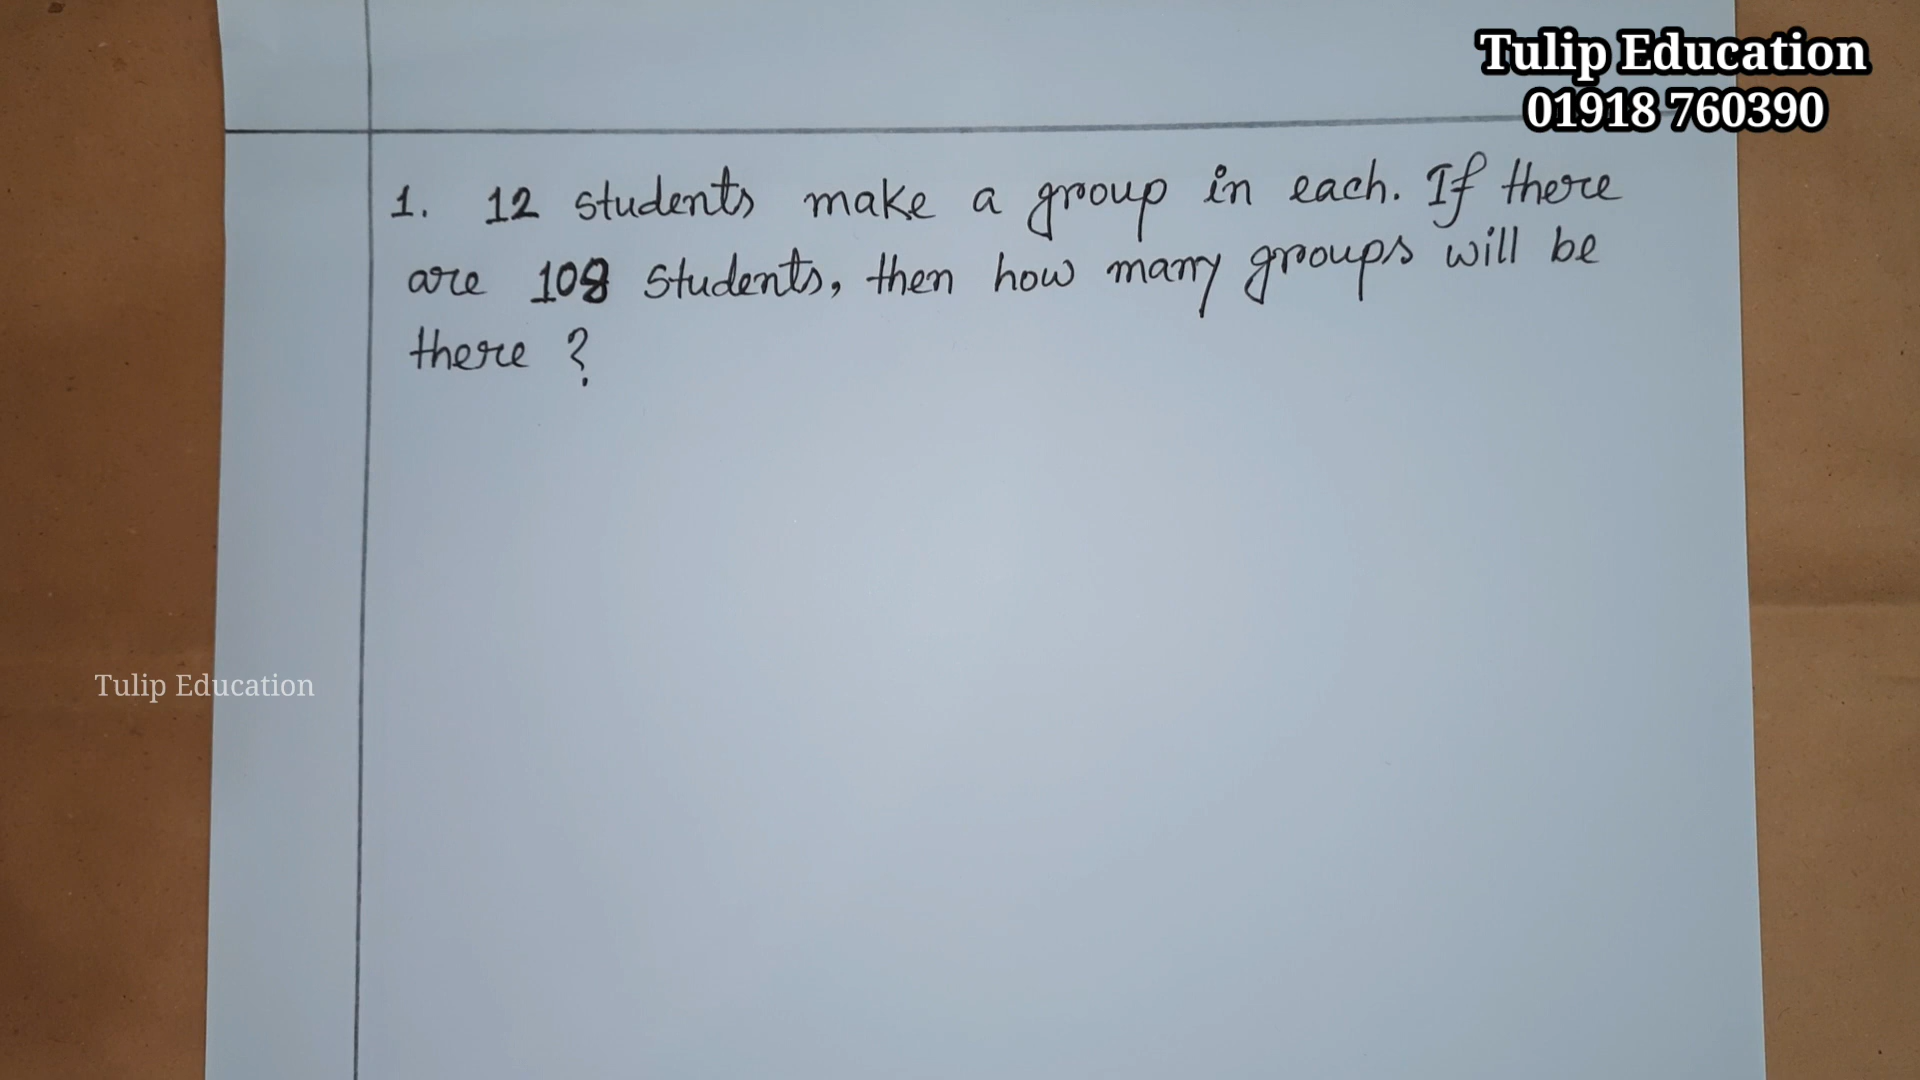 Tulip Education
01918 760390
1. 12 students make a group in each. If there
are 108 students, then how many groups will be
there ?
Tulip Education